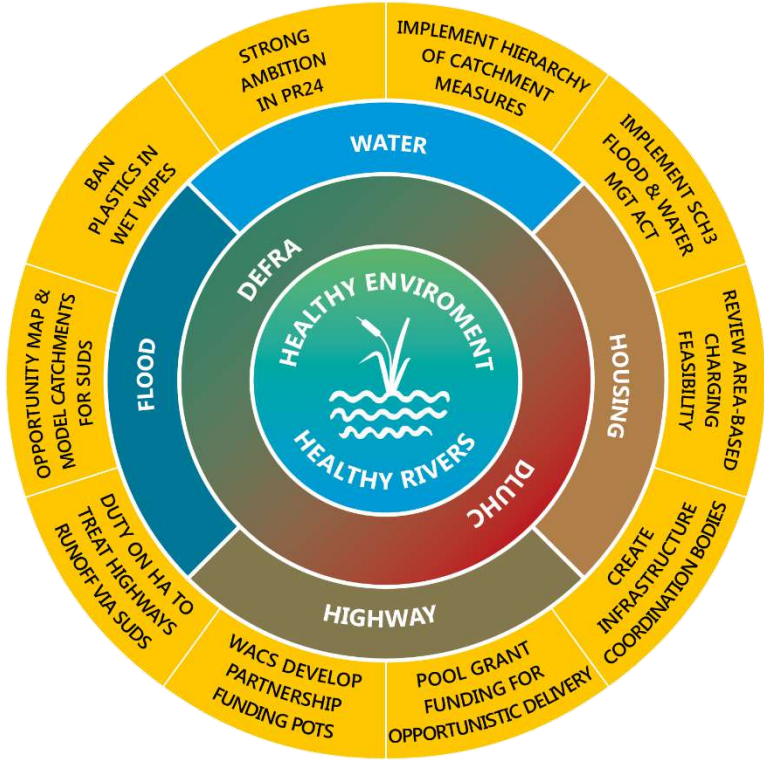 STRONG
AMBITION
IN PR24
IMPLEMENT HIERARCHY
OF CATCHMENT
MEASURES
IMPLEMENT SCH3
FLOOD & WATER
MGT ACT
REVIEW AREA-BASED
CHARGING
FEASIBILITY
CREATE
INFRASTRUCTURE
COORDINATION BODIES
POOL GRANT
FUNDING FOR
OPPORTUNISTIC DELIVERY
WACS DEVELOP
PARTNERSHIP
FUNDING POTS
DUTY ON HA TO
TREAT HIGHWAYS
RUNOFF VIA SUDS
OPPORTUNITY MAP &
MODEL CATCHMENTS
FOR SUDS
BAN
PLASTICS IN
WET WIPES
WATER
HOUSING
HIGHWAY
FLOOD
DEFRA
DLUHC
HEALTHY ENVIROMENT
HEALTHY RIVERS